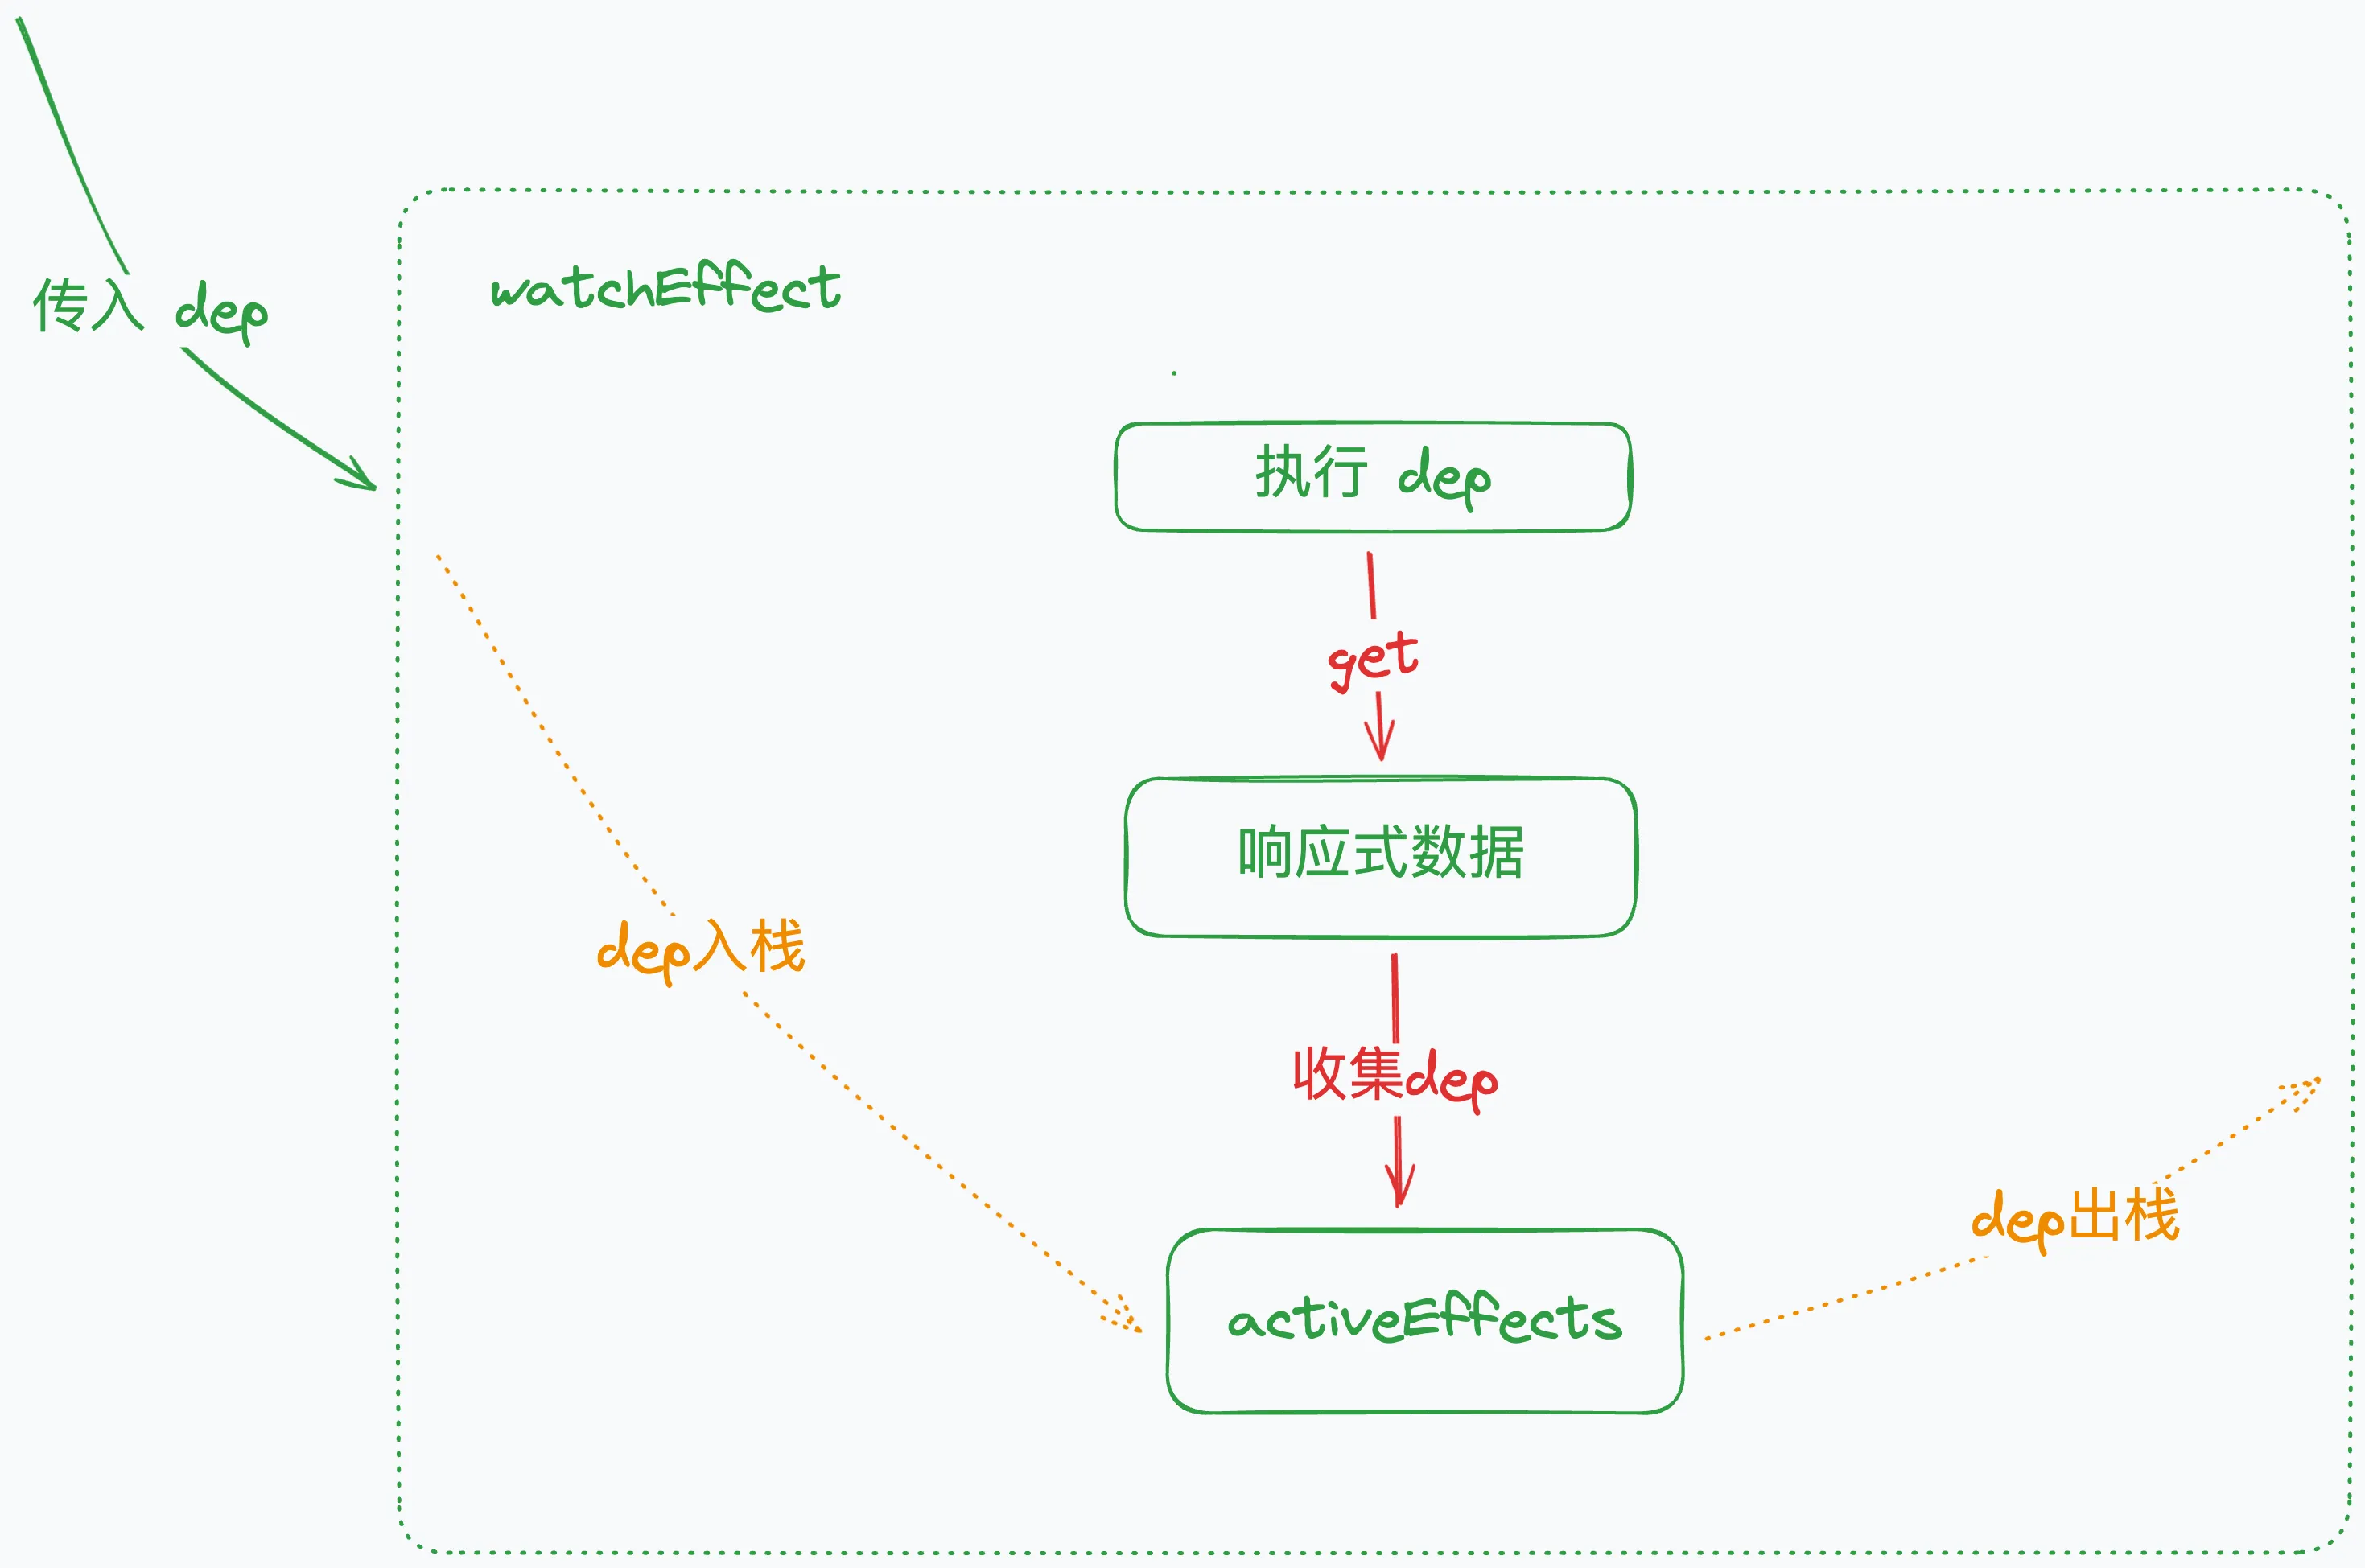 传入 dep
watchEffect
执行 dep
get
响应式数据
dep入栈
收集dep
dep出栈
activeEffects